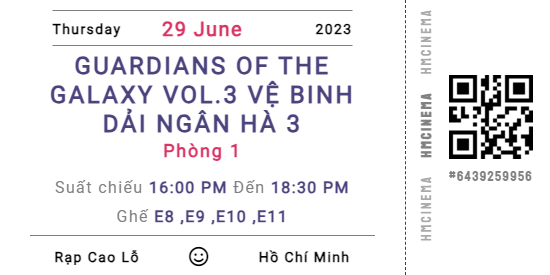 Thursday 29 June 2023
GUARDIANS OF THE
GALAXY VOL.3 VỆ BINH
DẢI NGÂN HÀ 3
Phòng 1
Suất chiếu 16:00 PM Đến 18:30 PM
Ghế E8 ,E9 ,E10 ,E11
Rạp Cao Lỗ Hồ Chí Minh
HMCINEMA
HMCINEMA
HMCINEMA
#6439259956